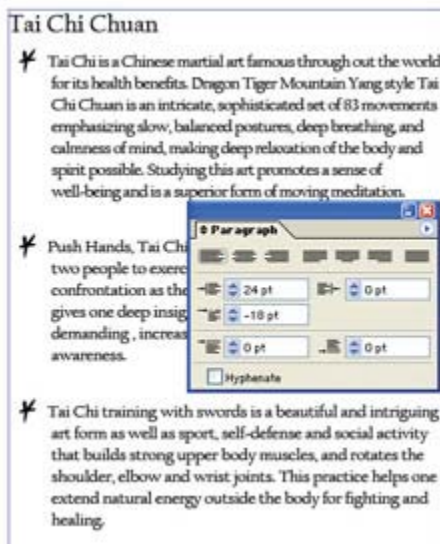 Tai Chi Chuan
Tai Chi is a Chinese martial art famous through out the world
for its health benefits. Dragon Tiger Mountain Yang style Tai
Chi Chuan is an intricate, sophisticated set of 83 movements
emphasizing slow, balanced postures, deep breathing, and
calmness of mind, making deep relaxation of the body and
spirit possible. Studying this art promotes a sense of
well-being and is a superior form of moving meditation.
Paragraph
Push Hands, Tai Chi
two people to exerc
24 pt
0 pt
confrontation as the
gives one deep insig
-18 pt
demanding , increas
0 pt
0 pt
awareness.
Hyphenate
Tai Chi training with swords is a beautiful and intriguing
art form as well as sport, self-defense and social activity
that builds strong upper body muscles, and rotates the
shoulder, elbow and wrist joints. This practice helps one
extend natural energy outside the body for fighting and
healing.